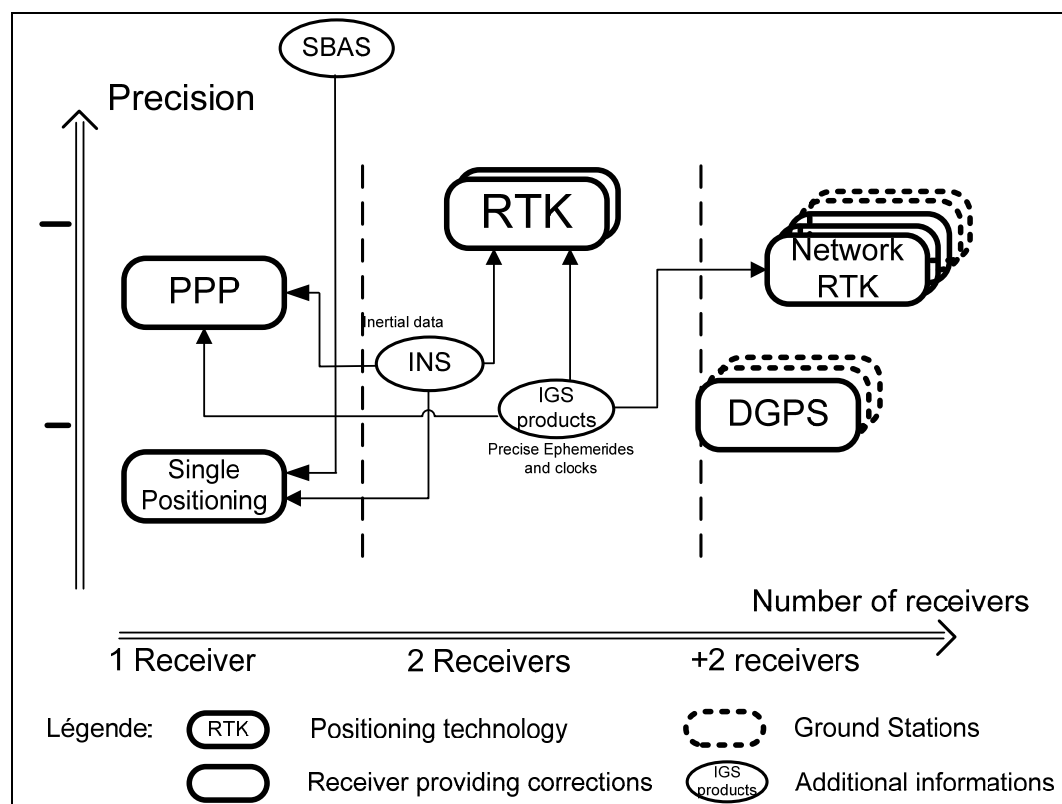 SBAS
Precision
RTK
Network
RTK
PPP
Inertial data
INS
IGS
products
Precise Ephemerides
and clocks
DGPS
Single
Positioning
Number of receivers
1 Receiver
2 Receivers
+2 receivers
Légende:
RTK
Positioning technology
Ground Stations
Receiver providing corrections
IGS
products
Additional informations